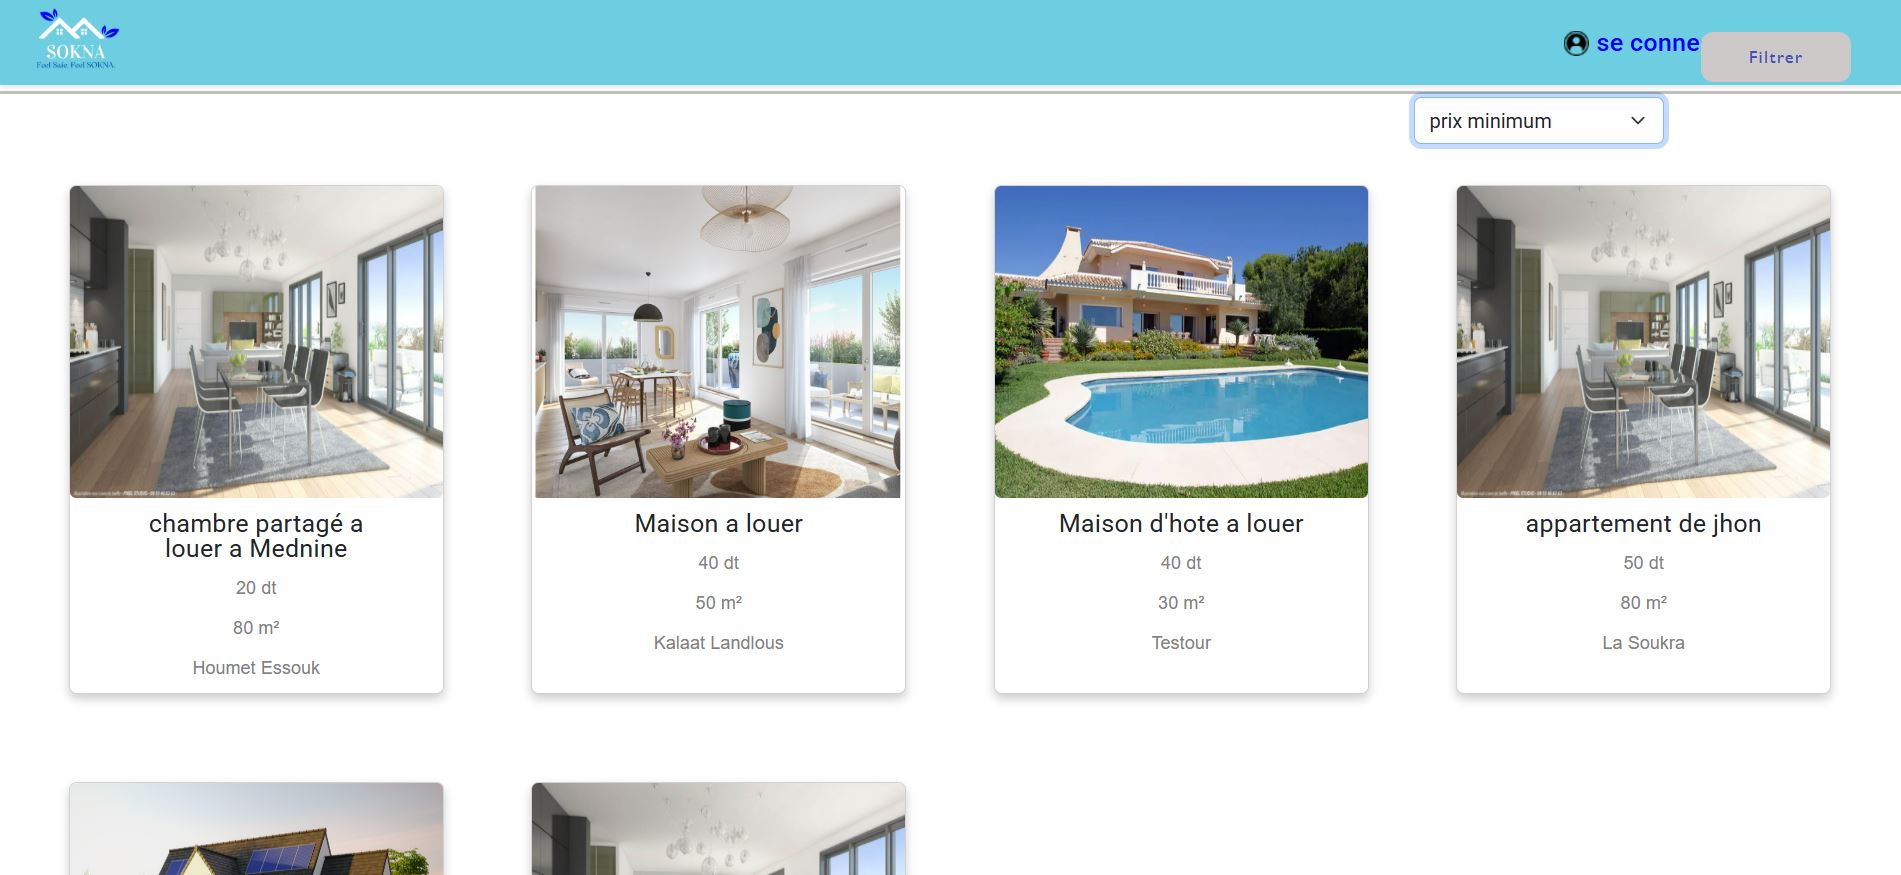 SOKNA
Feel Safe. Feel SOKNA.
se conne
Filtrer
prix minimum
chambre partagé a
louer a Mednine
20 dt
80 m²
Houmet Essouk
Maison a louer
40 dt
50 m²
Kalaat Landlous
Maison d'hote a louer
40 dt
30 m²
Testour
appartement de jhon
50 dt
80 m²
La Soukra